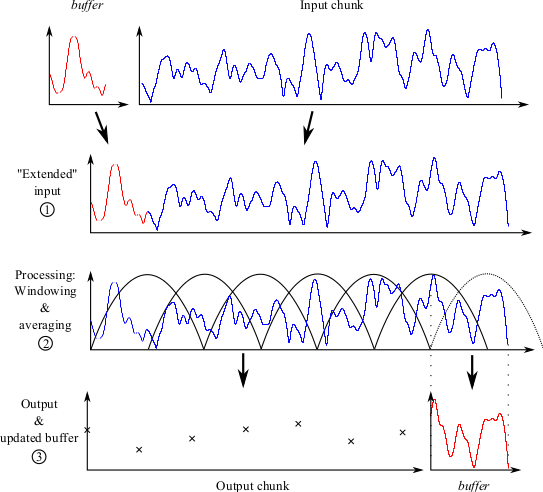 buffer
Input chunk
"Extended"
input
1
Processing:
Windowing
&
averaging
2
Output
&
updated buffer
3
Output chunk
buffer